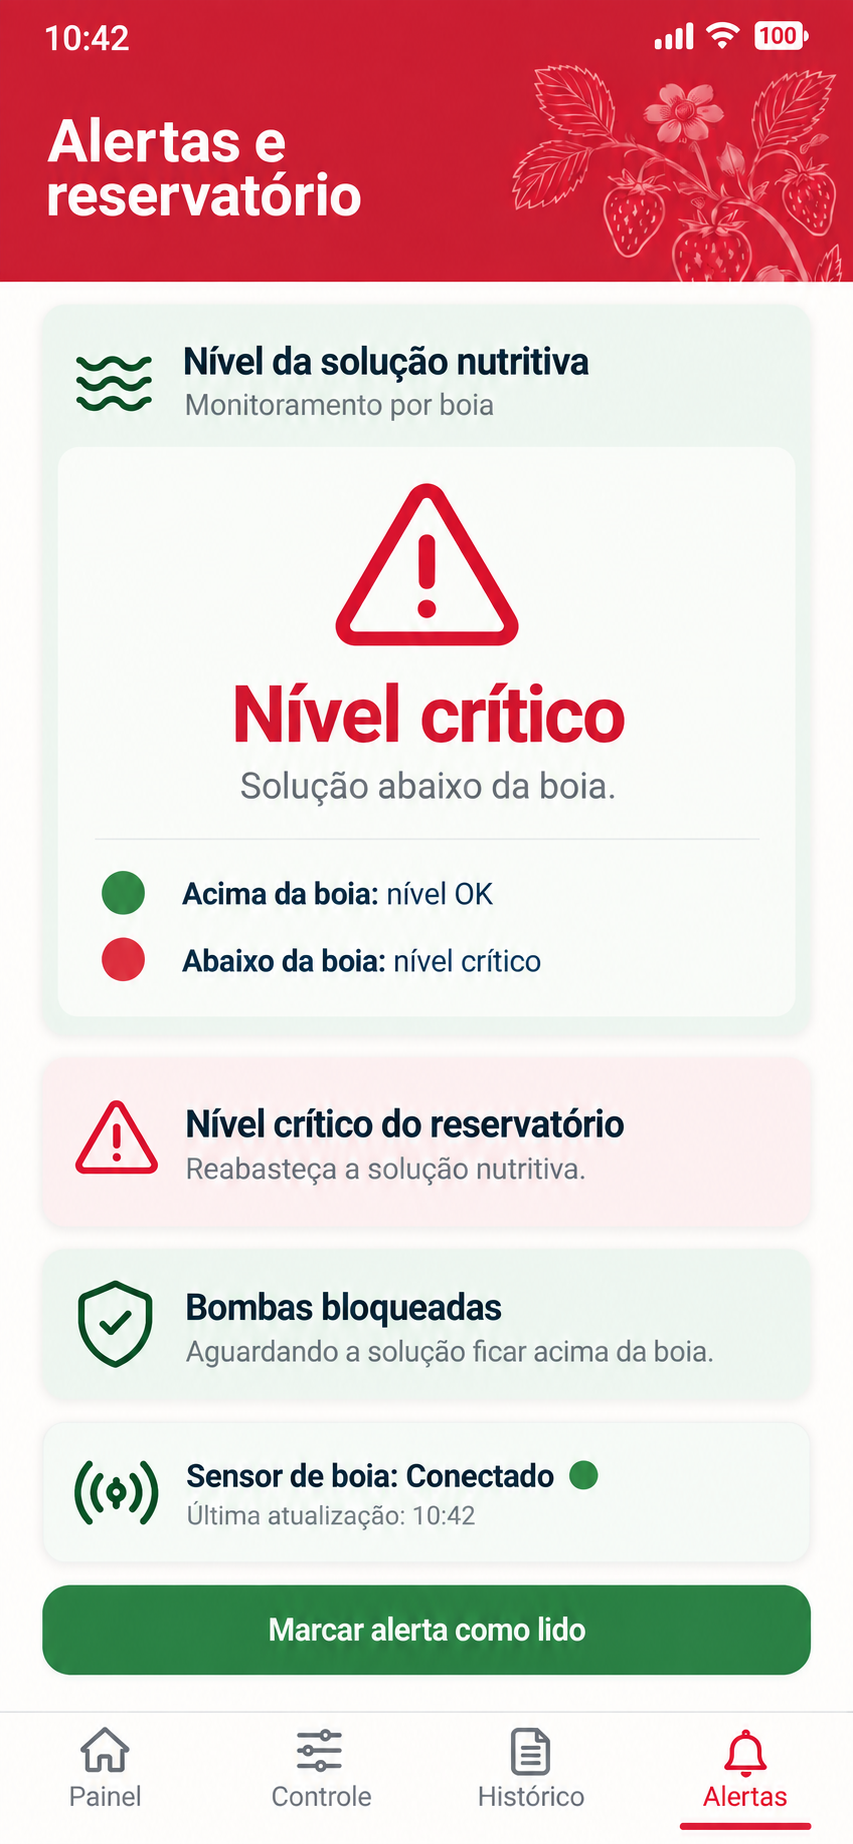 10:42
100
Alertas e
reservatório
Nível da solução nutritiva
Monitoramento por boia
Nível crítico
Solução abaixo da boia.
Acima da boia: nível OK
Abaixo da boia: nível crítico
Nível crítico do reservatório
Reabasteça a solução nutritiva.
Bombas bloqueadas
Aguardando a solução ficar acima da boia.
Sensor de boia: Conectado
Última atualização: 10:42
Marcar alerta como lido
Painel
Controle
Histórico
Alertas